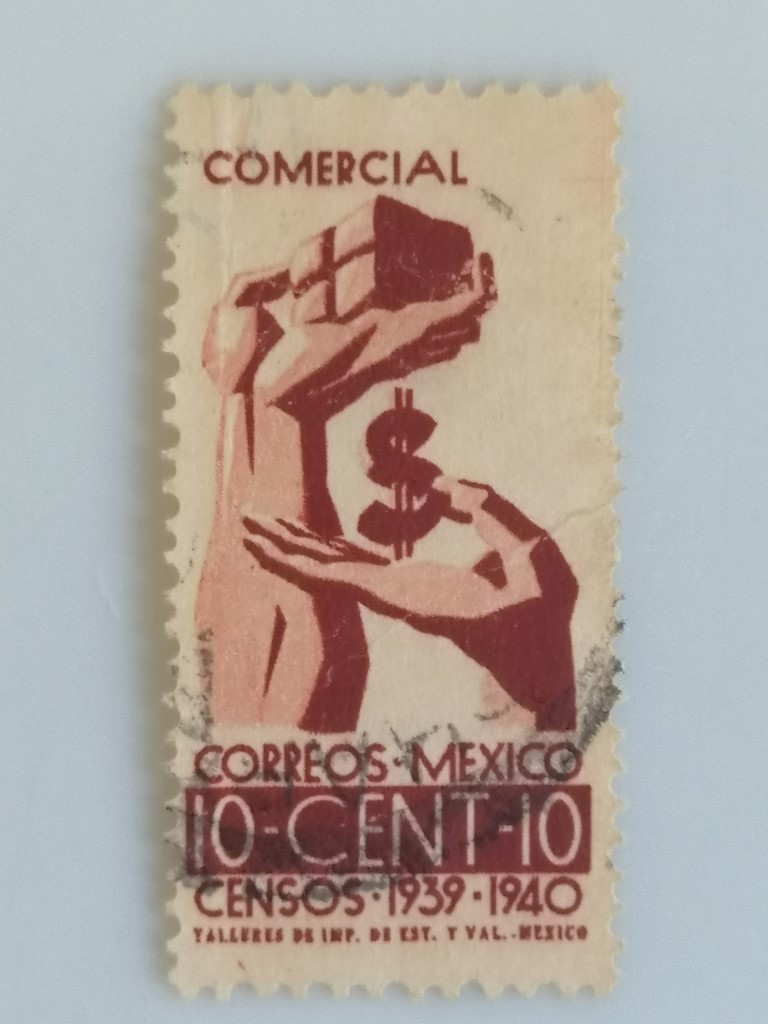 COMERCIAL
$
CORREOS·MEXICO
10-CENT-10
CENSOS·1939·1940
TALLERES DE IMP. DE EST. Y VAL.-MEXICO